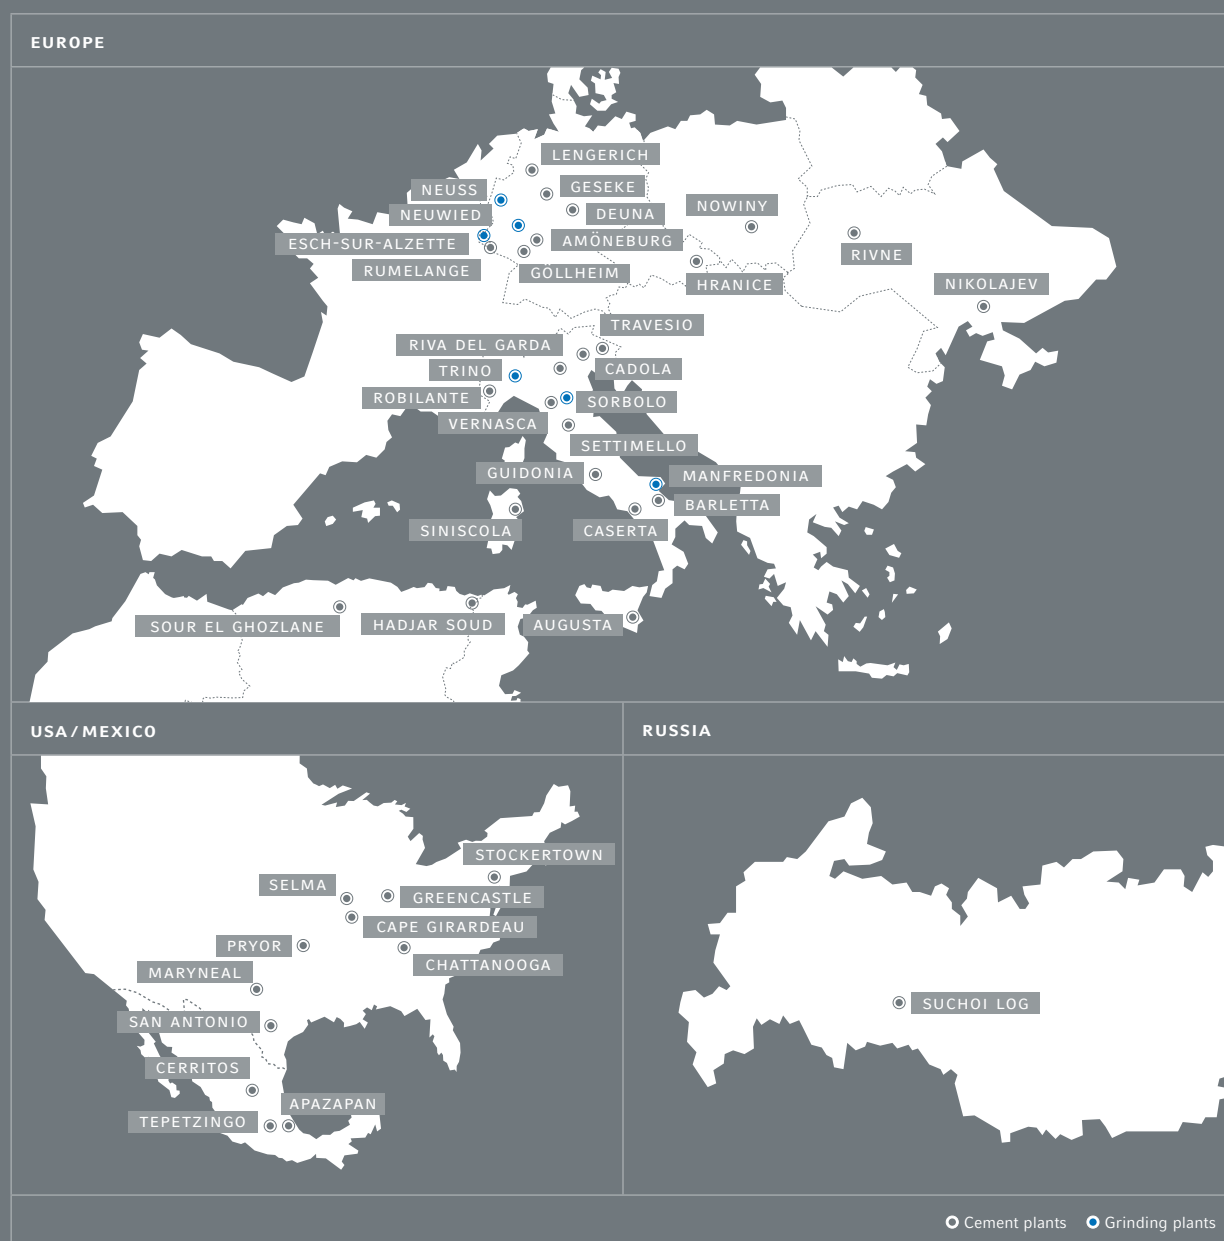 EUROPE
LENGERICH
NEUSS
GESEKE
NEUWIED
DEUNA
NOWINY
ESCH-SUR-ALZETTE
AMÖNEBURG
RIVNE
RUMELANGE
GÖLLHEIM
HRANICE
NIKOLAJEV
TRAVESIO
RIVA DEL GARDA
TRINO
CADOLA
ROBILANTE
SORBOLO
VERNASCA
SETTIMELLO
GUIDONIA
MANFREDONIA
BARLETTA
SINISCOLA
CASERTA
SOUR EL GHOZLANE
HADJAR SOUD
AUGUSTA
USA/MEXICO
STOCKERTOWN
SELMA
GREENCASTLE
CAPE GIRARDEAU
PRYOR
CHATTANOOGA
MARYNEAL
SAN ANTONIO
CERRITOS
APAZAPAN
TEPETZINGO
RUSSIA
SUCHOI LOG
Cement plants
Grinding plants